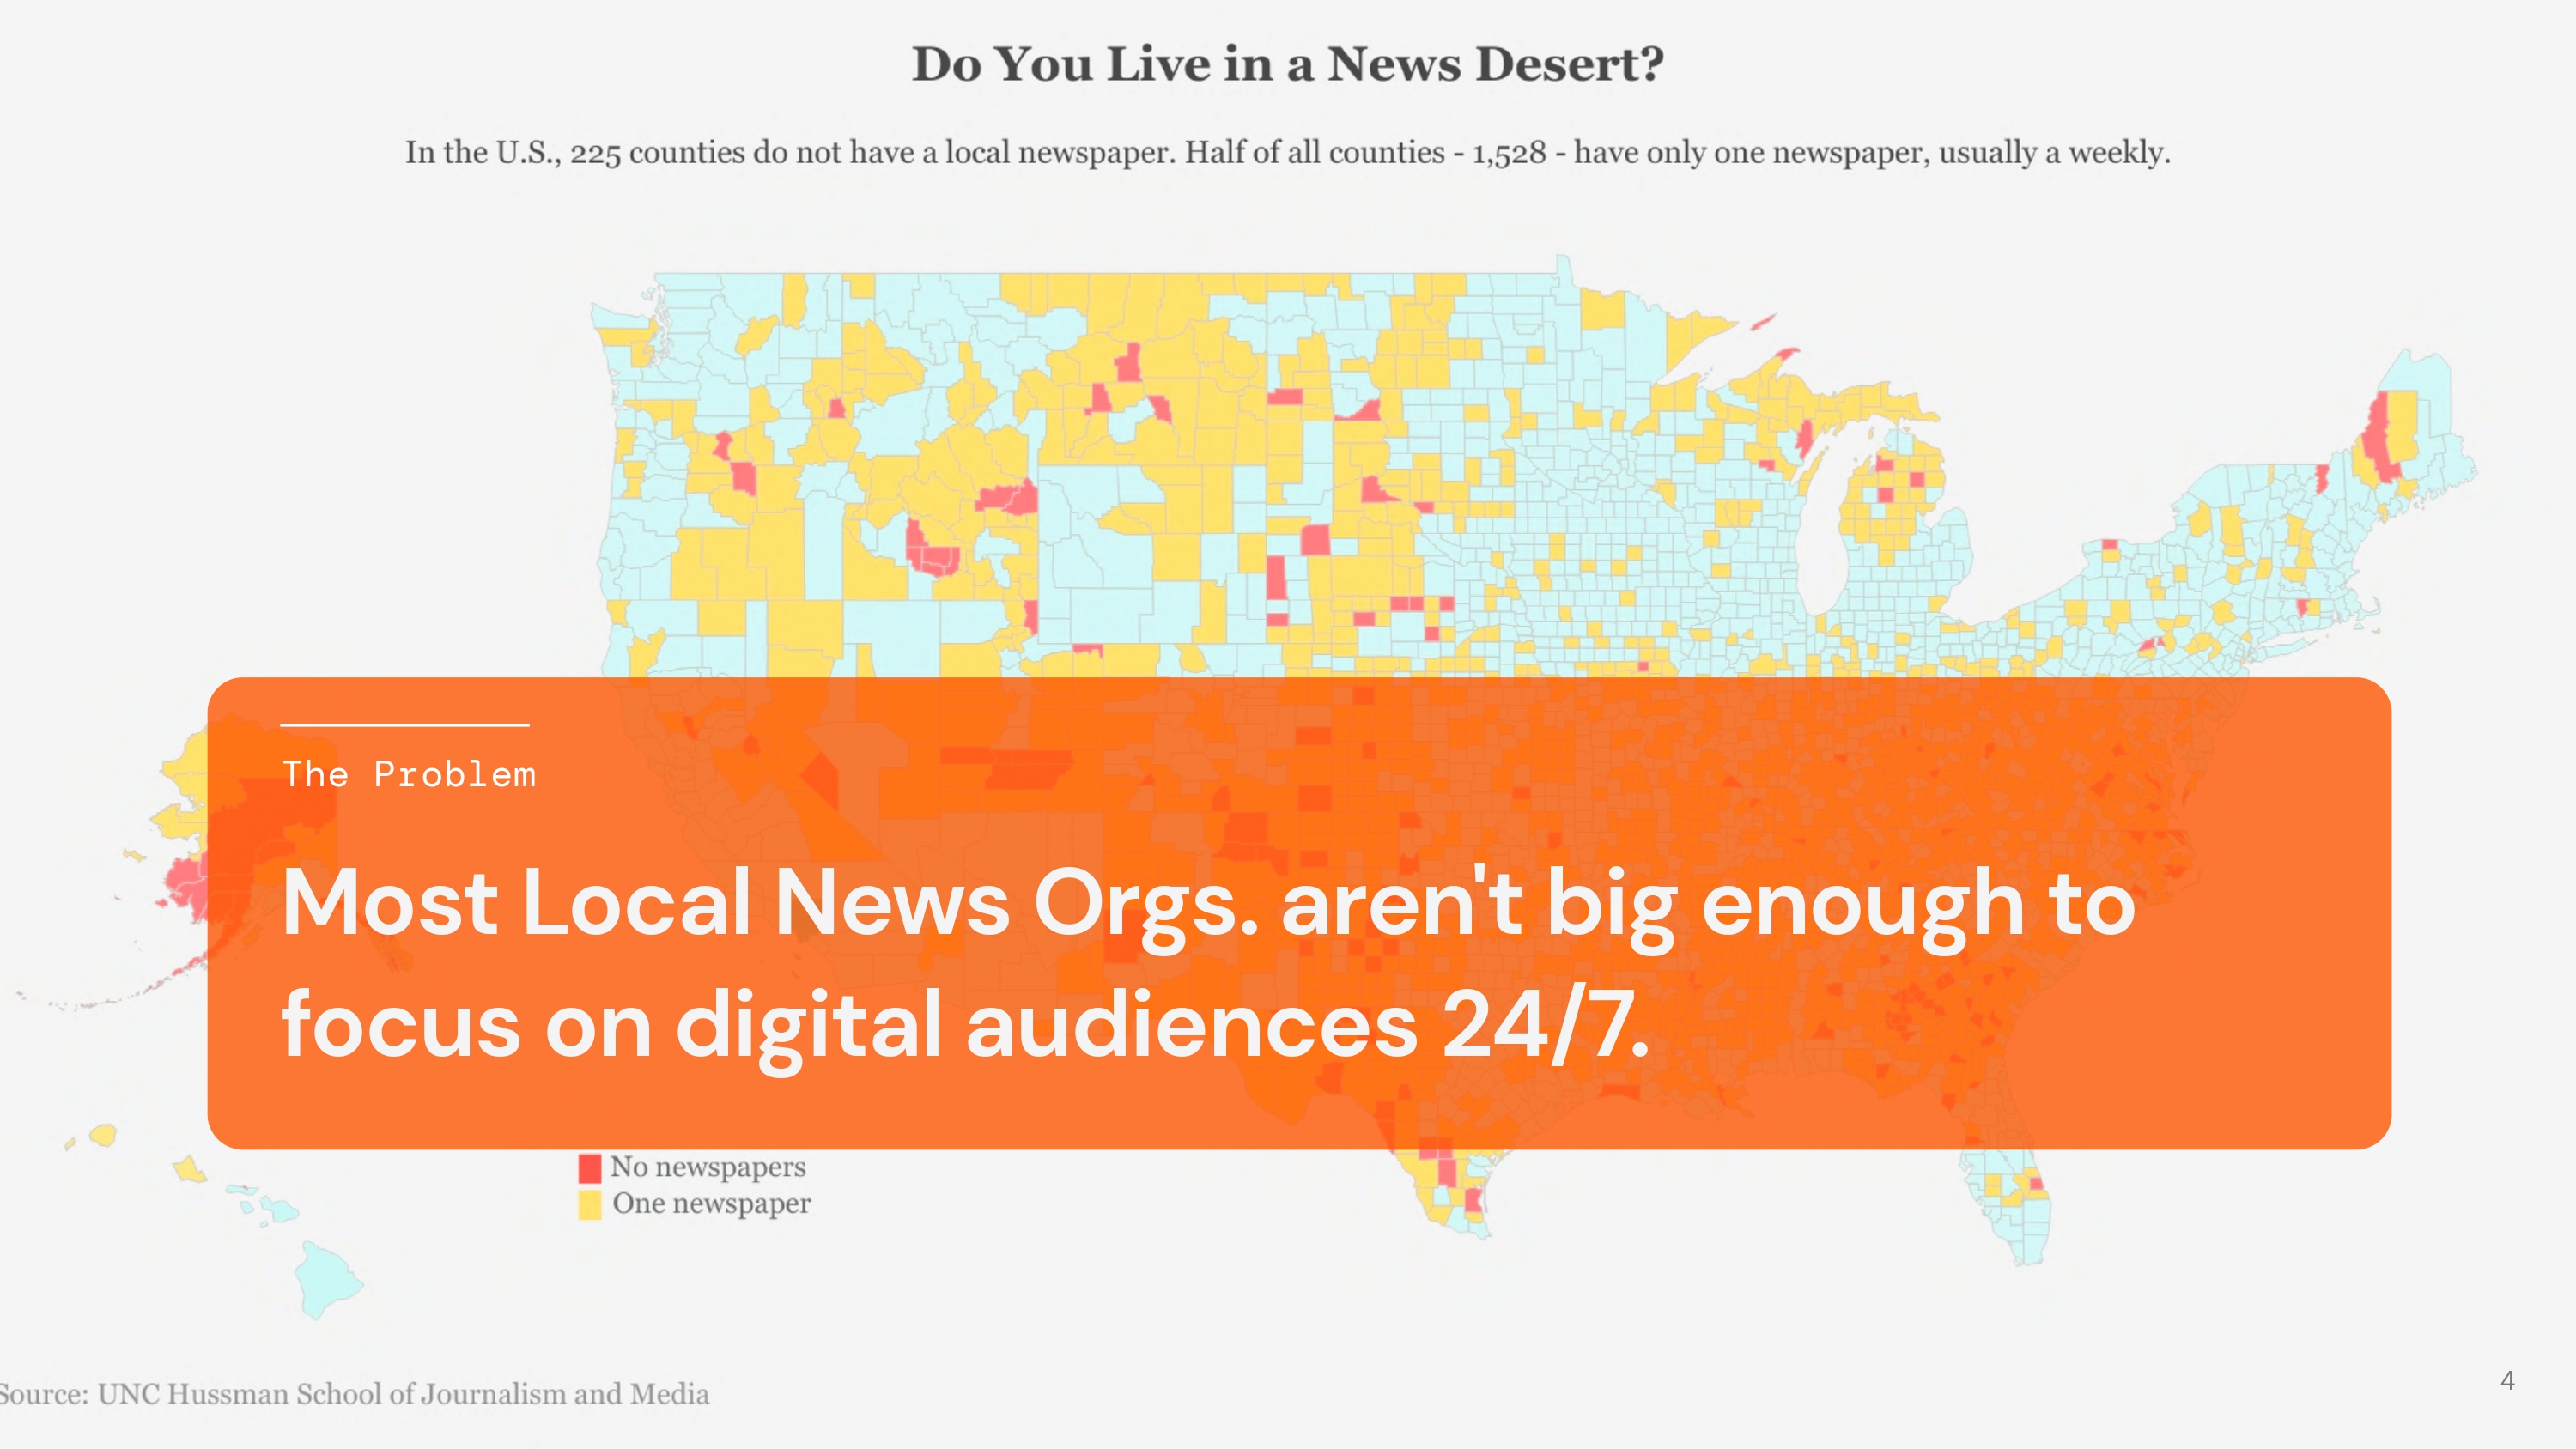 Do You Live in a News Desert?
In the U.S., 225 counties do not have a local newspaper. Half of all counties - 1,528 - have only one newspaper, usually a weekly.
The Problem
Most Local News Orgs. aren't big enough to
focus on digital audiences 24/7.
No newspapers
One newspaper
Source: UNC Hussman School of Journalism and Media
4